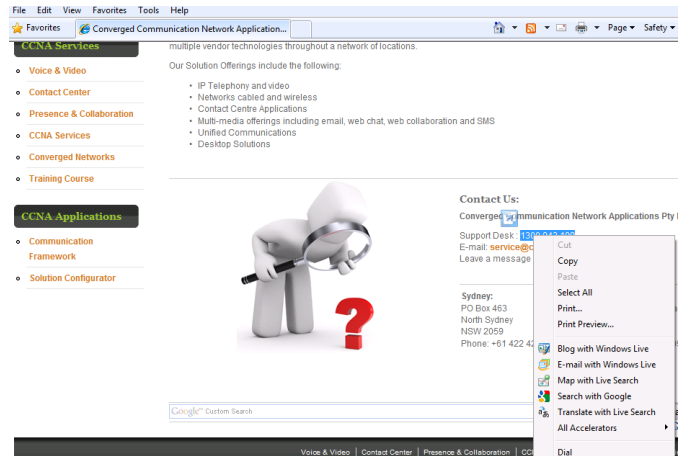 File Edit View Favorites Tools Help
Favorites Converged Communication Network Application... Page Safety
CCNA Services
Voice & Video
Contact Center
Presence & Collaboration
CCNA Services
Converged Networks
Training Course
CCNA Applications
Communication
Framework
Solution Configurator
multiple vendor technologies throughout a network of locations.
Our Solution Offerings include the following:
• IP Telephony and video
• Networks cabled and wireless
• Contact Centre Applications
• Multi-media offerings including email, web chat, web collaboration and SMS
• Unified Communications
• Desktop Solutions
?
Contact Us:
Converged Communication Network Applications Pty
Support Desk :
E-mail: service@c
Leave a message
Sydney:
PO Box 463
North Sydney
NSW 2059
Phone: +61 422 42
Cut
Copy
Paste
Select All
Print...
Print Preview...
Blog with Windows Live
E-mail with Windows Live
Map with Live Search
Search with Google
Translate with Live Search
All Accelerators
Dial
Google™ Custom Search
Voice & Video | Contact Center | Presence & Collaboration | CC